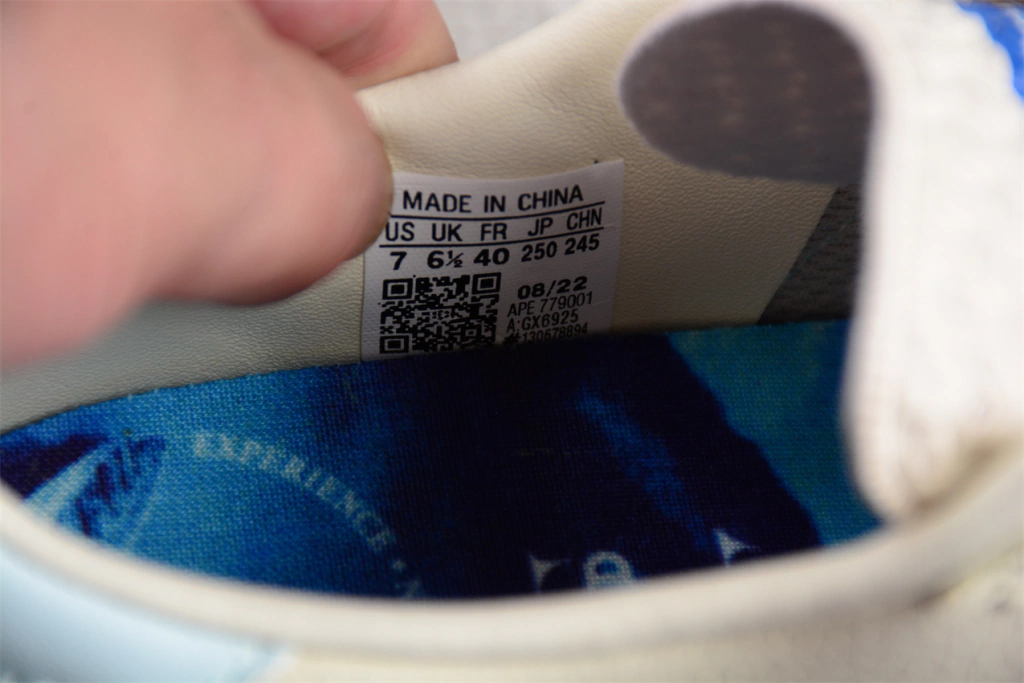 MADE IN CHINA
US UK FR JP CHN
7 6½ 40 250 245
08/22
APE 779001
A:GX6925
#130678894
EXPERIENCE